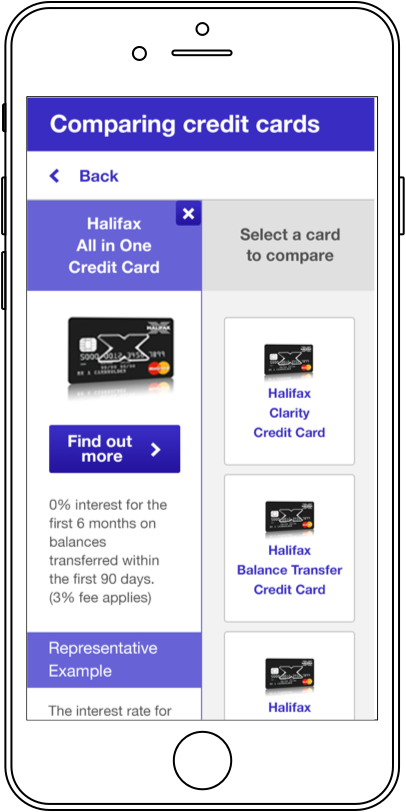 Comparing credit cards
Back
Halifax
All in One
Credit Card
HALIFAX
Find out
more
0% interest for the
first 6 months on
balances
transferred within
the first 90 days.
(3% fee applies)
Representative
Example
The interest rate for
Select a card
to compare
Halifax
Clarity
Credit Card
Halifax
Balance Transfer
Credit Card
Halifax